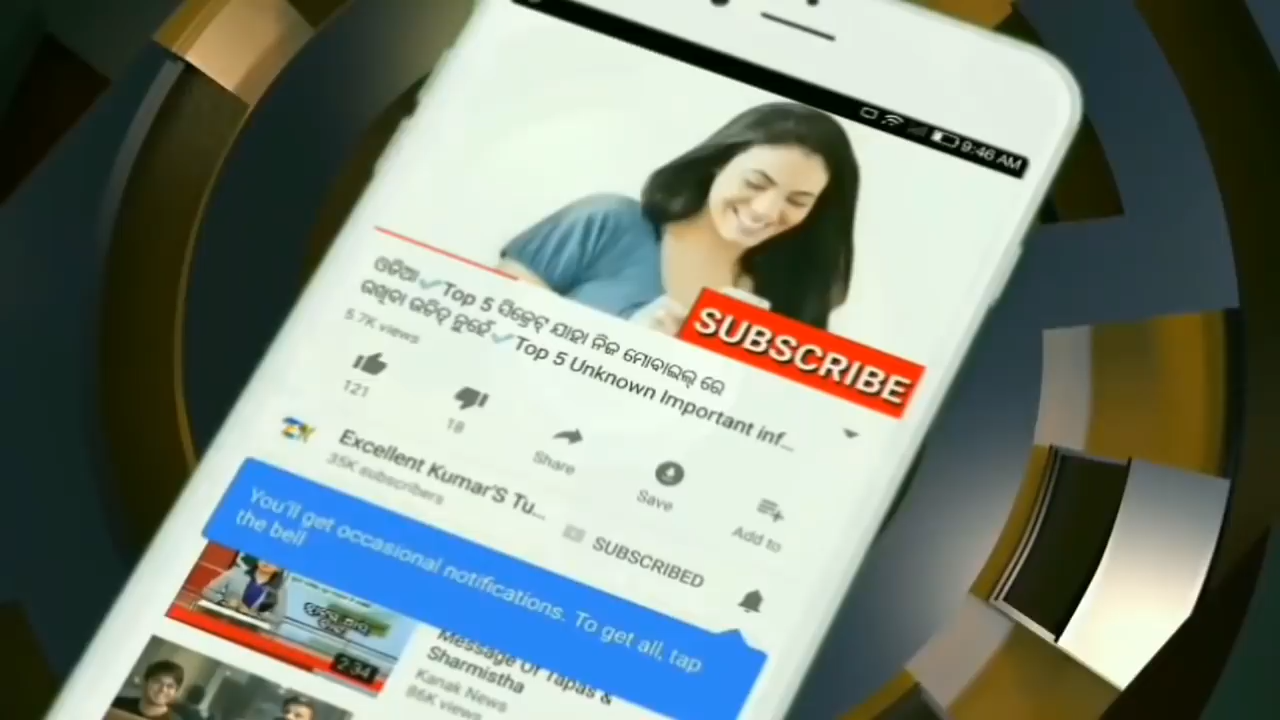 9:46 AM
SUBSCRIBE
ଓଡିଆ ✓Top 5 ସିକ୍ରେଟ୍ ଯାହା ନିଜ ମୋବାଇଲ୍ ରେ
ରଖିବା ଉଚିତ୍ ନୁହେଁ ✓Top 5 Unknown Important inf...
5.7K views
121
18
Share
Save
Add to
Excellent Kumar'S Tu...
35K subscribers
SUBSCRIBED
You'll get occasional notifications. To get all, tap
the bell
2:34
Message Of Tapas &
Sharmistha
Kanak News
86K views